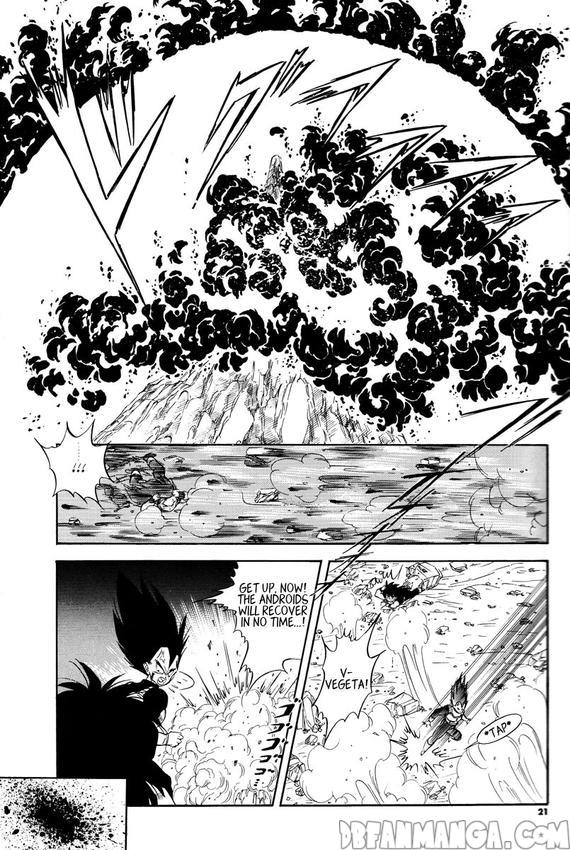 ...!!
*TAP*
V-
VEGETA!
GET UP, NOW!
THE ANDROIDS
WILL RECOVER
IN NO TIME...!
21
DBFANMANGA.COM